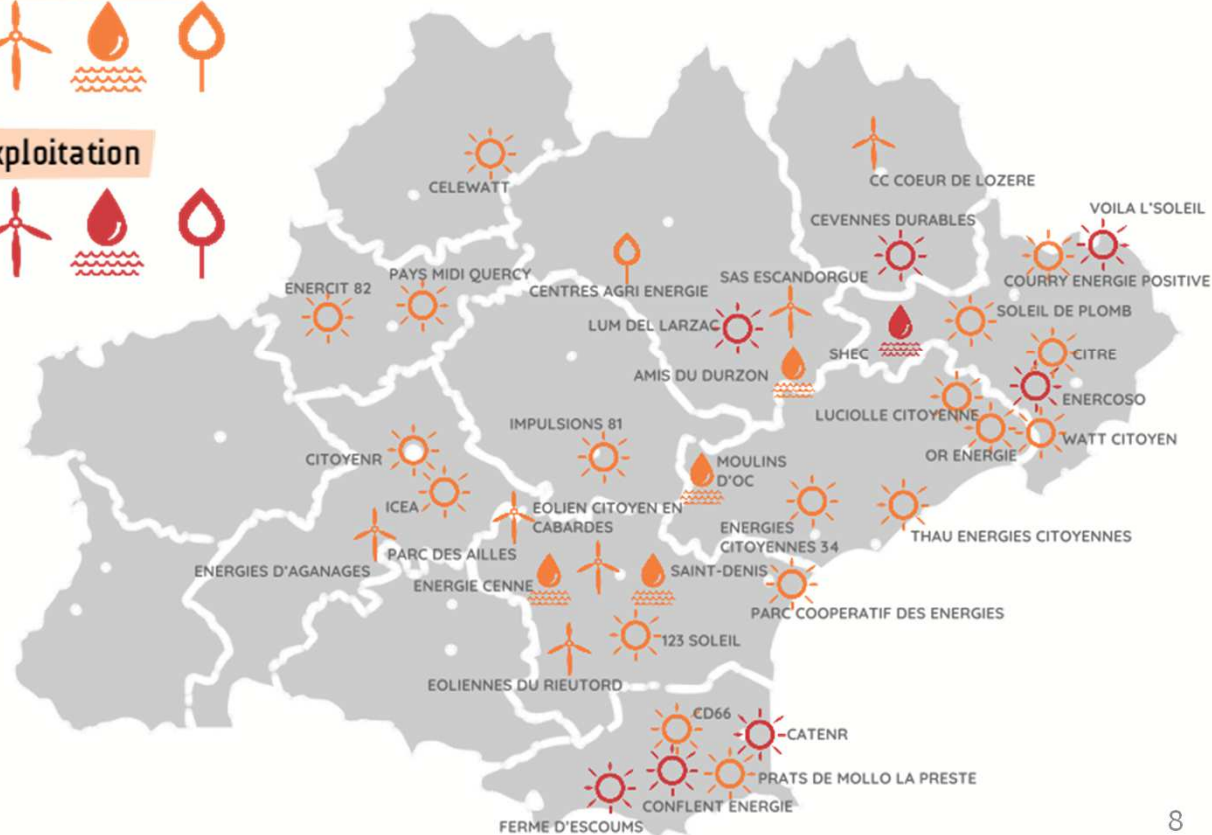 xploitation
CELEWATT
CC COEUR DE LOZERE
VOILA L'SOLEIL
CEVENNES DURABLES
PAYS MIDI QUERCY
SAS ESCANDORGUE
COURRY ENERGIE POSITIVE
ENERCIT 82
CENTRES AGRI ENERGIE
SOLEIL DE PLOMB
LUM DEL LARZAC
SHEC
CITRE
AMIS DU DURZON
ENERCOSO
LUCIOLLE CITOYENNE
IMPULSIONS 81
WATT CITOYEN
OR ENERGIE
CITOYENR
MOULINS
D'OC
ICEA
EOLIEN CITOYEN EN
CABARDES
ENERGIES
CITOYENNES 34
THAU ENERGIES CITOYENNES
PARC DES AILLES
ENERGIES D'AGANAGES
SAINT-DENIS
ENERGIE CENNE
PARC COOPERATIF DES ENERGIES
123 SOLEIL
EOLIENNES DU RIEUTORD
CD66
CATENR
PRATS DE MOLLO LA PRESTE
CONFLENT ENERGIE
FERME D'ESCOUMS
8